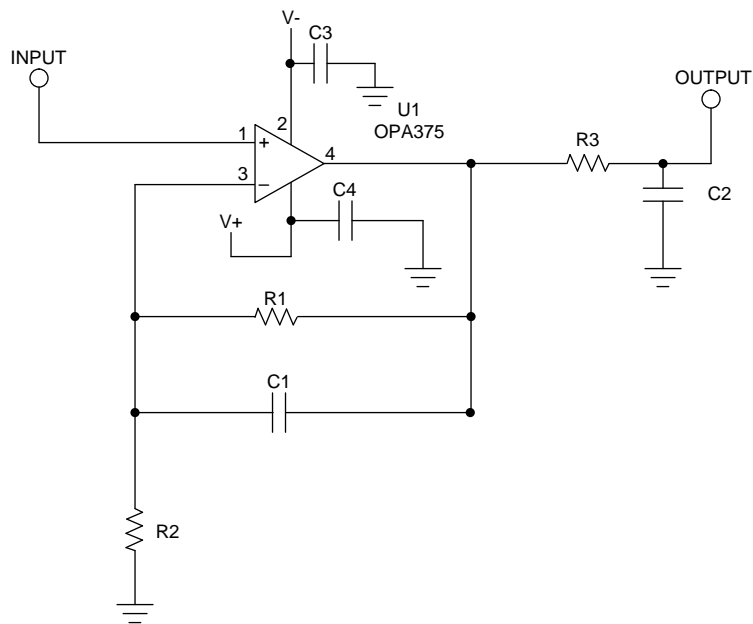 V-
C3
INPUT
OUTPUT
U1
OPA375
2
1
+
4
3
−
R3
C4
C2
V+
R1
C1
R2